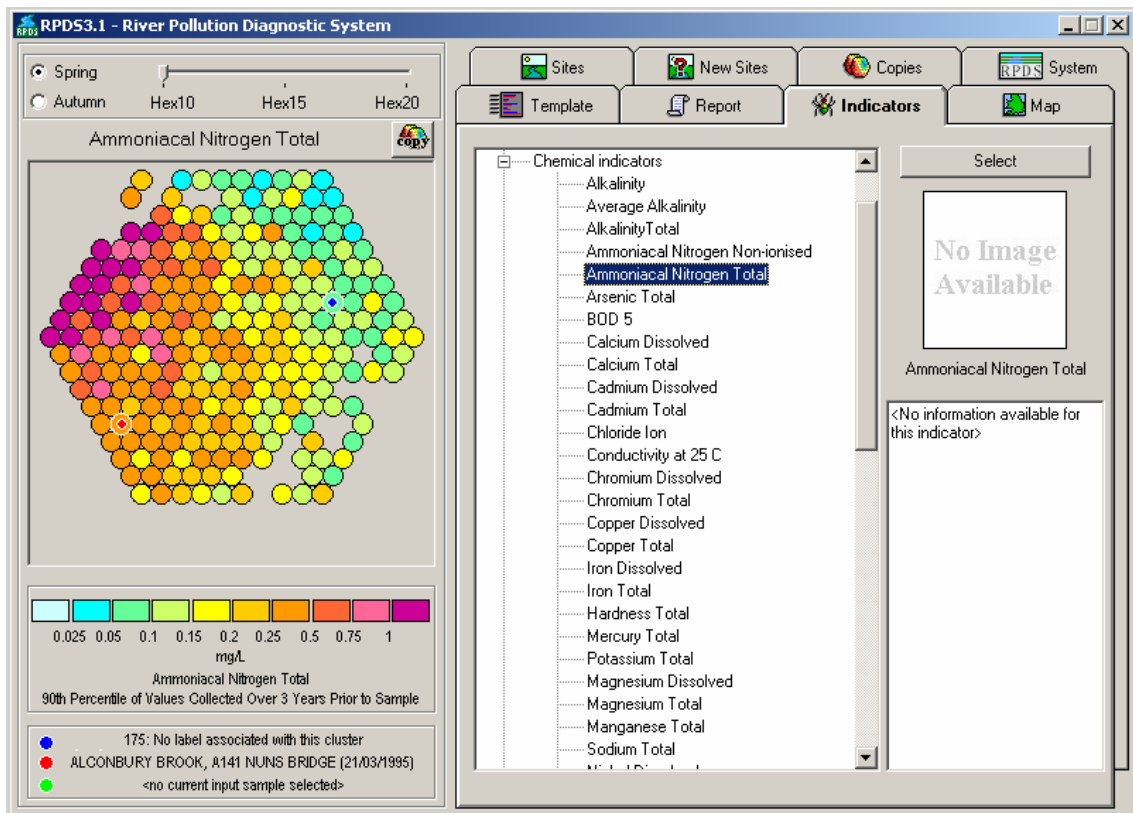 RPDS3.1 - River Pollution Diagnostic System
Spring
Autumn
Hex10 Hex15 Hex20
Ammoniacal Nitrogen Total
copy
0.025 0.05 0.1 0.15 0.2 0.25 0.5 0.75 1
mg/L
Ammoniacal Nitrogen Total
90th Percentile of Values Collected Over 3 Years Prior to Sample
175: No label associated with this cluster
ALCONBURY BROOK, A141 NUNS BRIDGE (21/03/1995)
<no current input sample selected>
Sites New Sites Copies RPDS System
Template Report Indicators Map
Chemical indicators
Alkalinity
Average Alkalinity
AlkalinityTotal
Ammoniacal Nitrogen Non-ionised
Ammoniacal Nitrogen Total
Arsenic Total
BOD 5
Calcium Dissolved
Calcium Total
Cadmium Dissolved
Cadmium Total
Chloride Ion
Conductivity at 25 C
Chromium Dissolved
Chromium Total
Copper Dissolved
Copper Total
Iron Dissolved
Iron Total
Hardness Total
Mercury Total
Potassium Total
Magnesium Dissolved
Magnesium Total
Manganese Total
Sodium Total
Select
No Image
Available
Ammoniacal Nitrogen Total
<No information available for
this indicator>